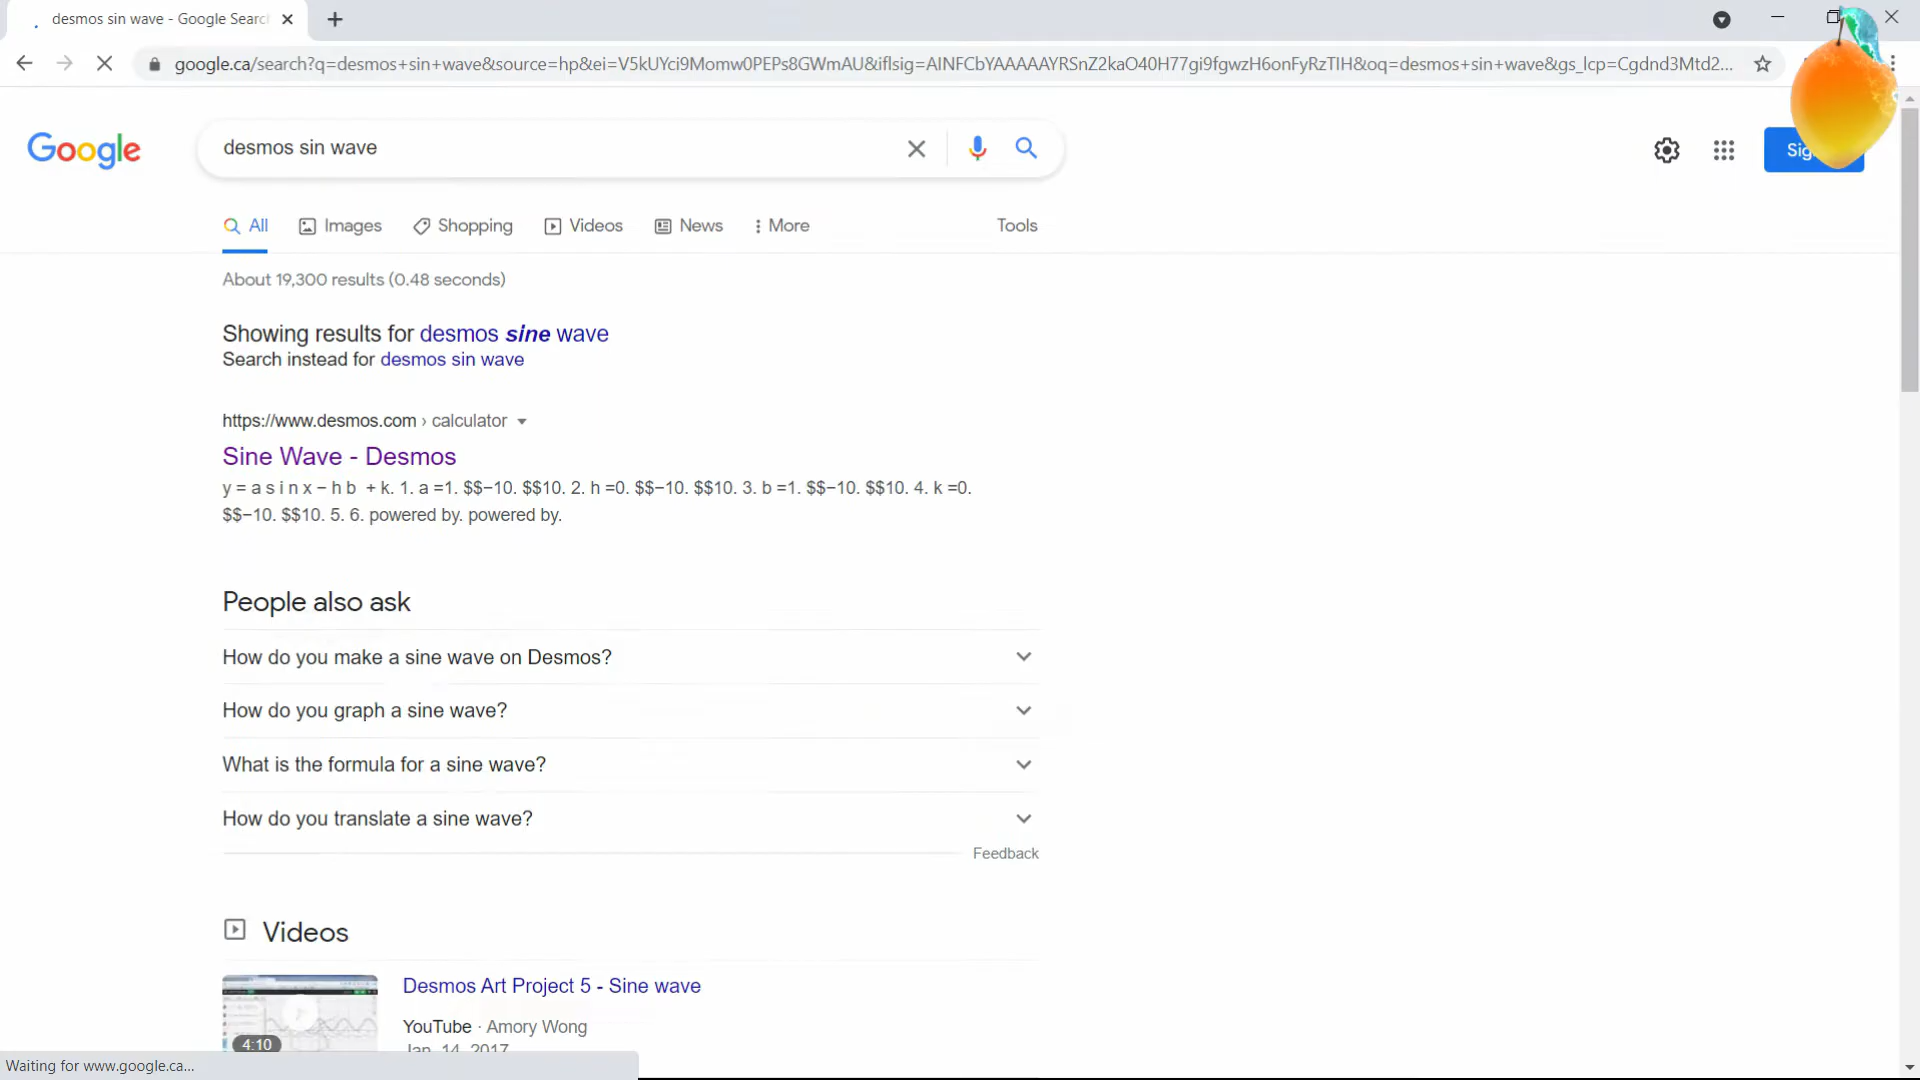 desmos sin wave - Google Searc
google.ca/search?q=desmos+sin+wave&source=hp&ei=V5kUYci9Momw0PEPs8GWmAU&iflsig=AINFCbYAAAAAYRSnZ2kaO40H77gi9fgwzH6onFyRzTIH&oq=desmos+sin+wave&gs_lcp=Cgdnd3Mtd2...
Google
desmos sin wave
All Images Shopping Videos News More Tools
About 19,300 results (0.48 seconds)
Showing results for desmos sine wave
Search instead for desmos sin wave
https://www.desmos.com › calculator
Sine Wave - Desmos
y = a s i n x − h b + k. 1. a =1. $$−10. $$10. 2. h =0. $$−10. $$10. 3. b =1. $$−10. $$10. 4. k =0.
$$−10. $$10. 5. 6. powered by. powered by.
People also ask
How do you make a sine wave on Desmos?
How do you graph a sine wave?
What is the formula for a sine wave?
How do you translate a sine wave?
Feedback
Videos
Desmos Art Project 5 - Sine wave
YouTube · Amory Wong
Jan. 14, 2017
4:10
Waiting for www.google.ca...